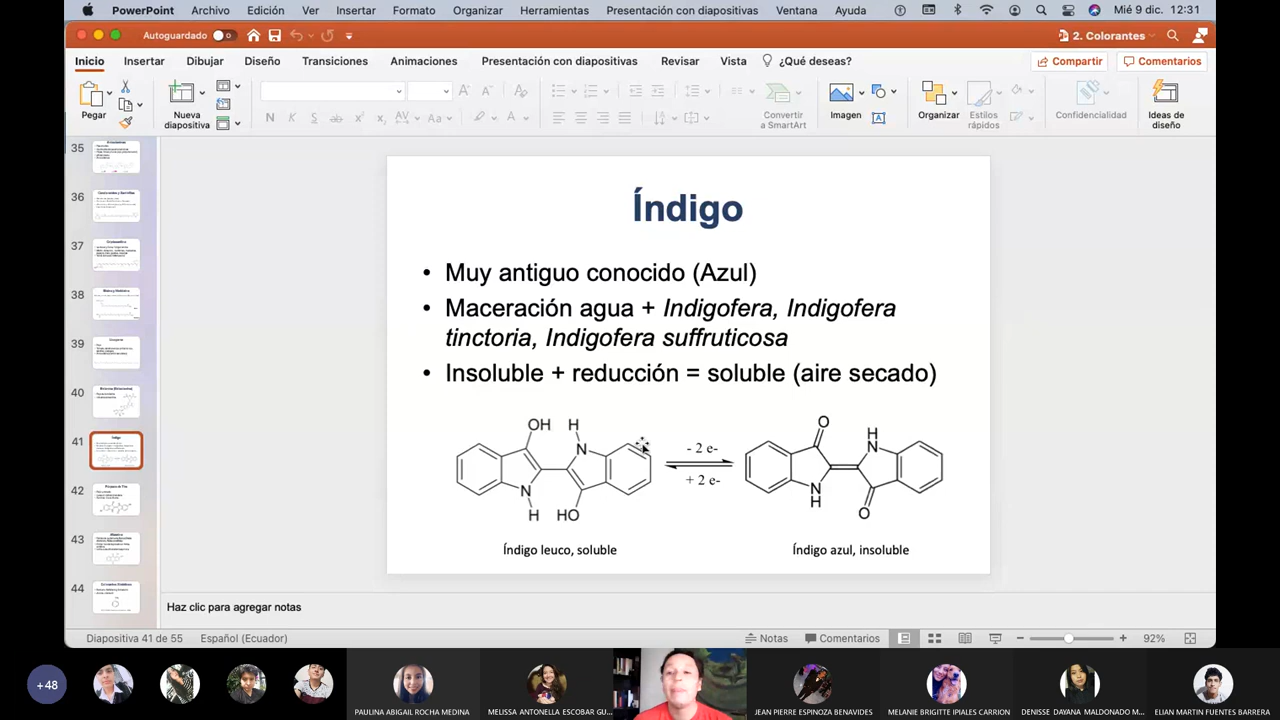 PowerPoint Archivo Edición Ver Insertar Formato Organizar Herramientas Presentación con diapositivas Ventana Ayuda Mié 9 dic. 12:31
Autoguardado 2. Colorantes
Inicio Insertar Dibujar Diseño Transiciones Animaciones Presentación con diapositivas Revisar Vista ¿Qué deseas? Compartir Comentarios
Pegar Nueva diapositiva Convertir a SmartArt Imagen Organizar Estilos rápidos Confidencialidad Ideas de diseño
35
36
37
38
39
40
41
42
43
44
Índigo
• Muy antiguo conocido (Azul)
• Maceración agua + Indigofera, Indigofera
tinctoria, Indigofera suffruticosa
• Insoluble + reducción = soluble (aire secado)
OH H
N
N
H HO
- 2 e-
+ 2 e-
O
H
N
N
H
O
Índigo leuco, soluble
Índigo azul, insoluble
Haz clic para agregar notas
Diapositiva 41 de 55 Español (Ecuador) Notas Comentarios 92%
+48
PAULINA ABIGAIL ROCHA MEDINA
MELISSA ANTONELLA ESCOBAR GU...
JEAN PIERRE ESPINOZA BENAVIDES
MELANIE BRIGITTE IPIALES CARRION
DENISSE DAYANA MALDONADO M...
ELIAN MARTIN FUENTES BARRERA